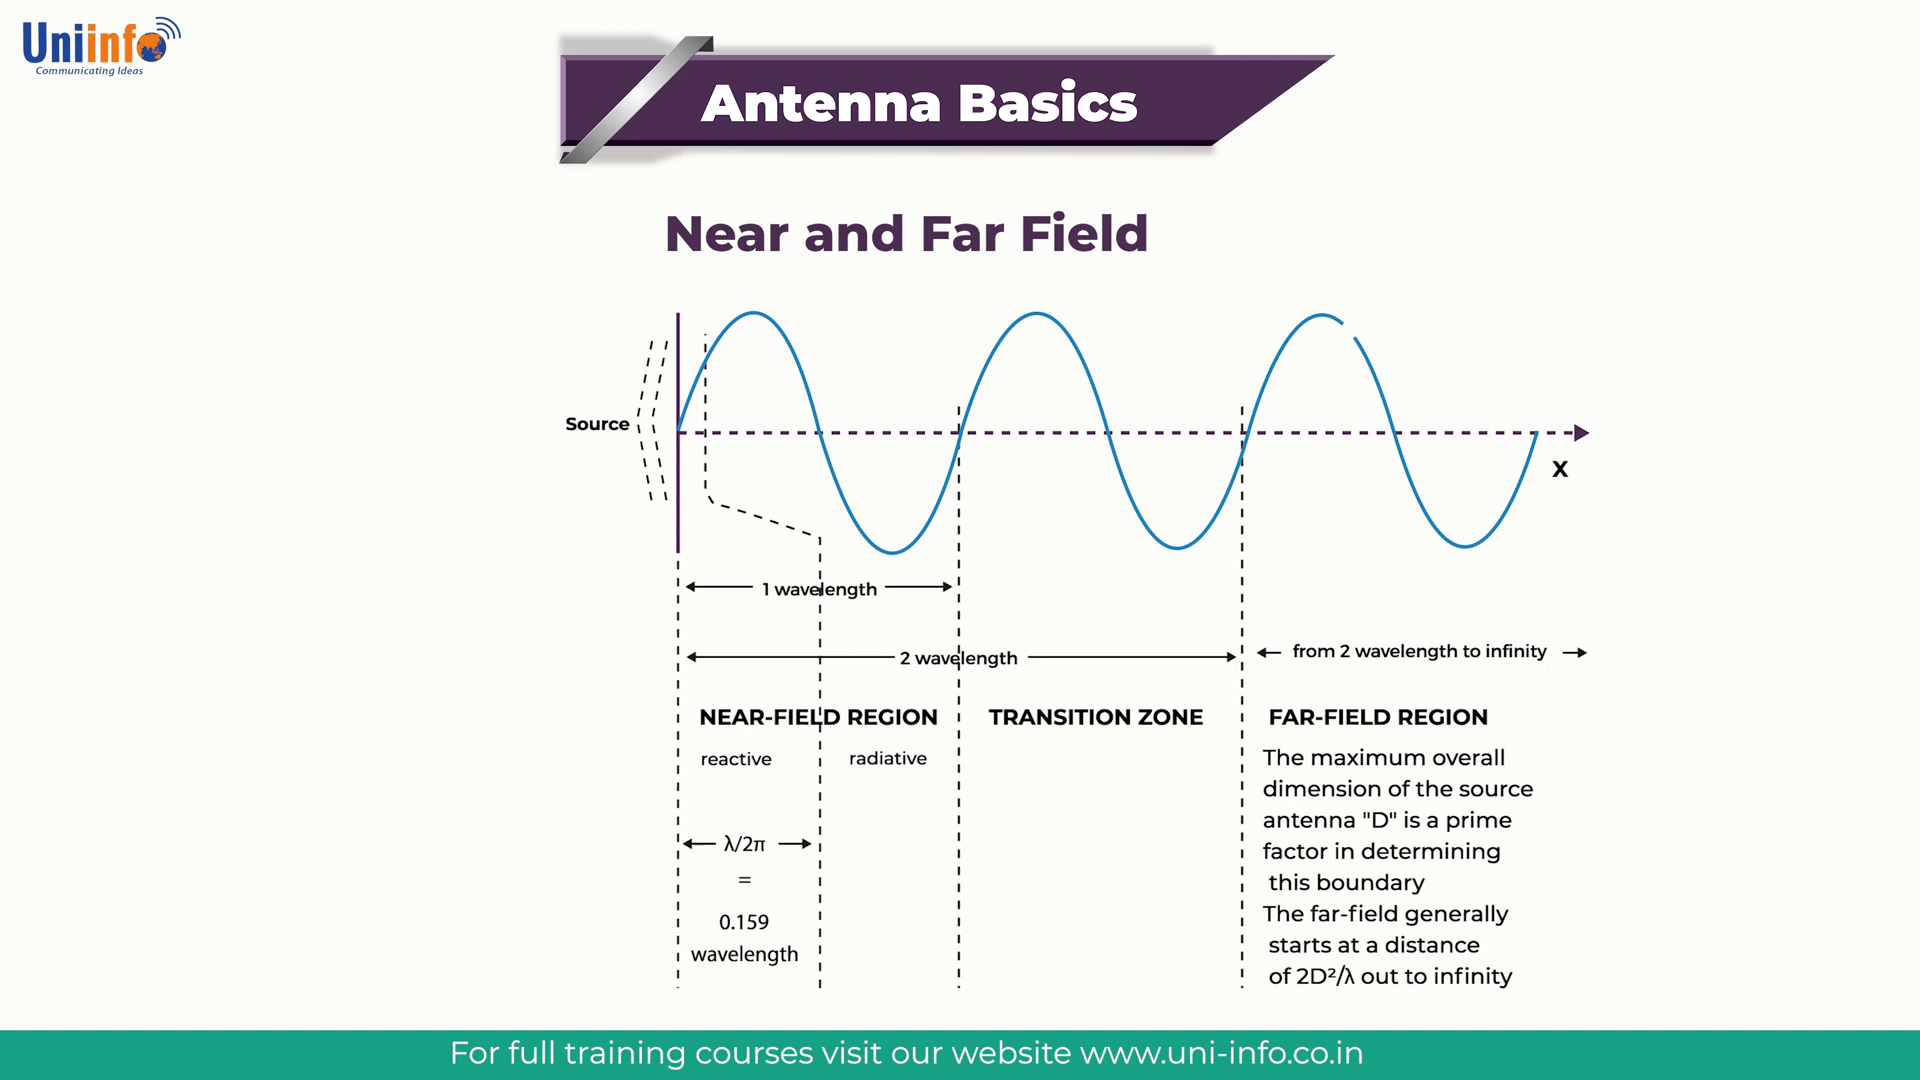 Uniinfo
Communicating Ideas
Antenna Basics
Near and Far Field
Source
X
1 wavelength
2 wavelength
from 2 wavelength to infinity
NEAR-FIELD REGION
TRANSITION ZONE
FAR-FIELD REGION
reactive
radiative
λ/2π
=
0.159
wavelength
The maximum overall
dimension of the source
antenna "D" is a prime
factor in determining
this boundary
The far-field generally
starts at a distance
of 2D²/λ out to infinity
For full training courses visit our website www.uni-info.co.in